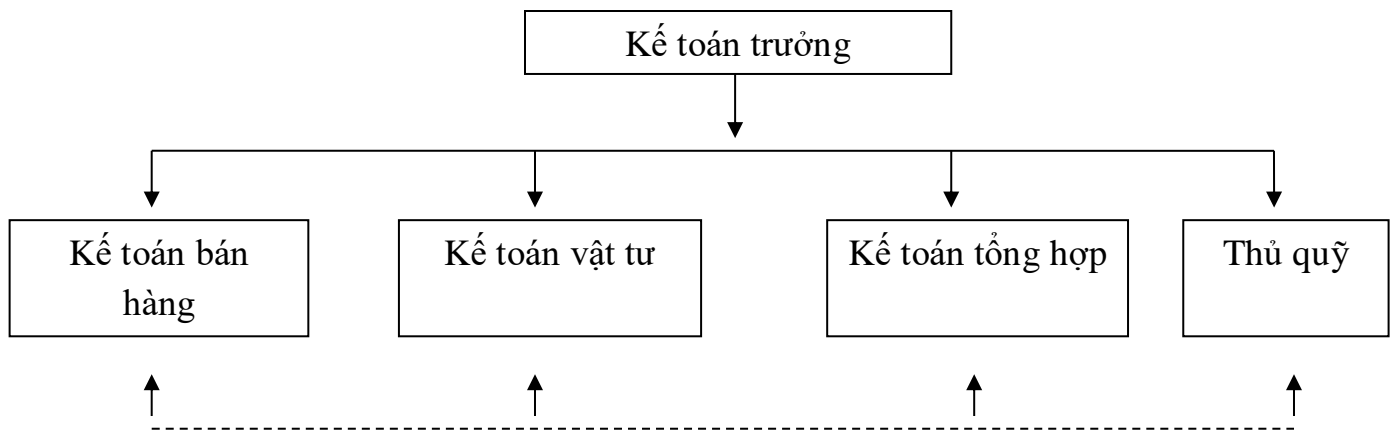 Kế toán trưởng
Kế toán bán
hàng
Kế toán vật tư
Kế toán tổng hợp
Thủ quỹ